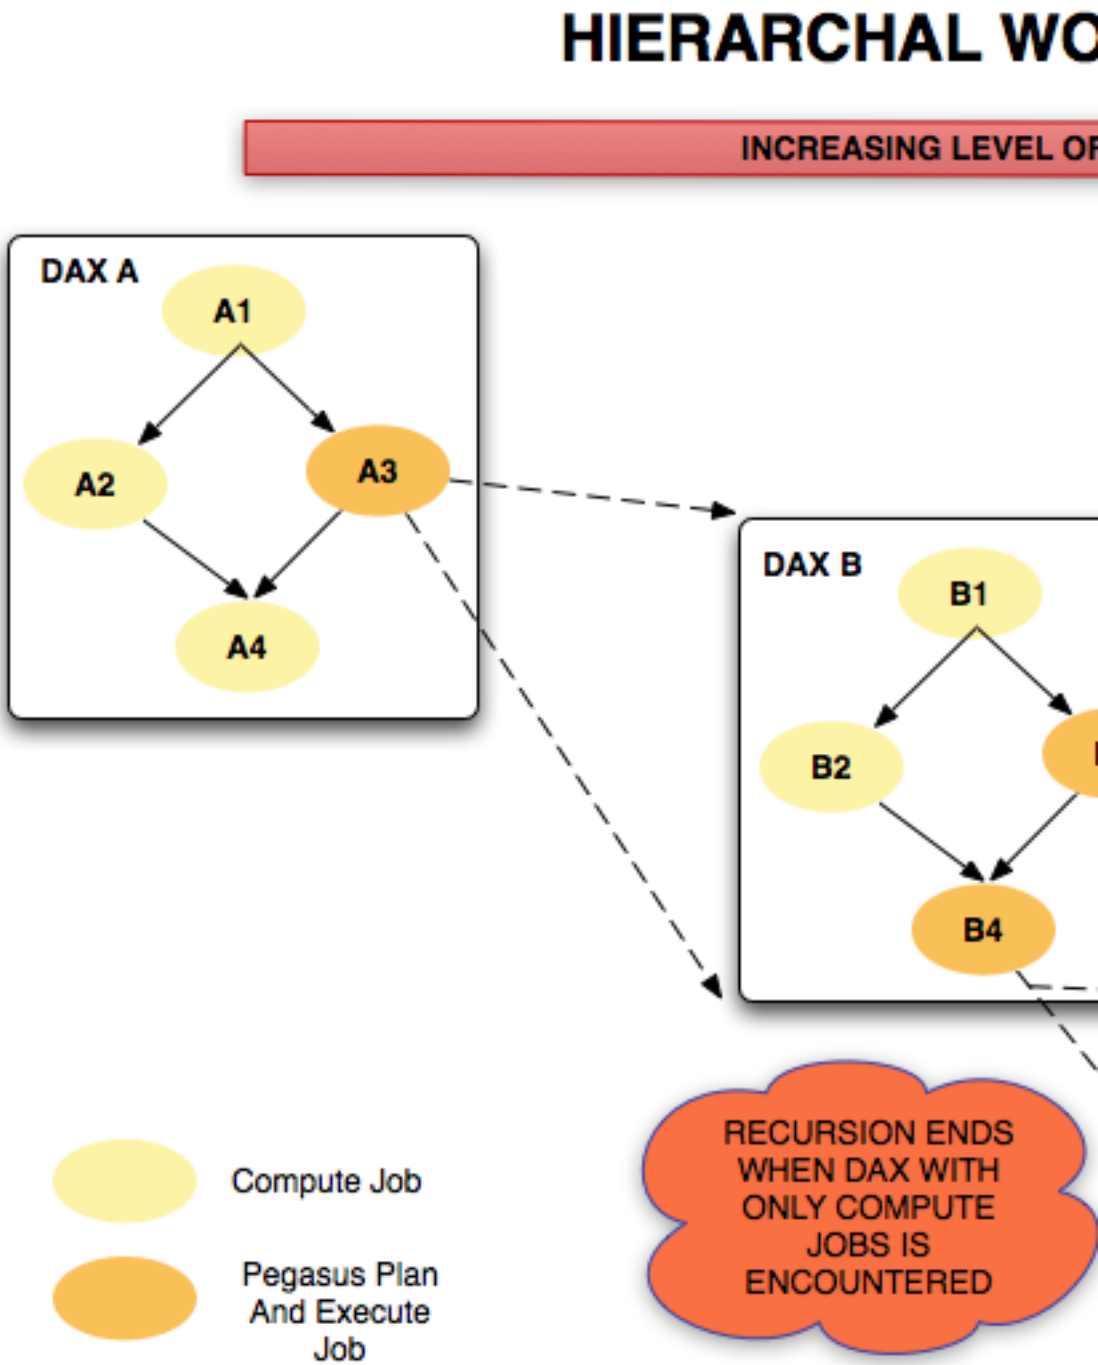 HIERARCHAL
INCREASING LEVEL OF
DAX A
A1
A2
A3
A4
DAX B
B1
B2
B4
RECURSION ENDS
WHEN DAX WITH
ONLY COMPUTE
JOBS IS
ENCOUNTERED
Compute Job
Pegasus Plan
And Execute
Job